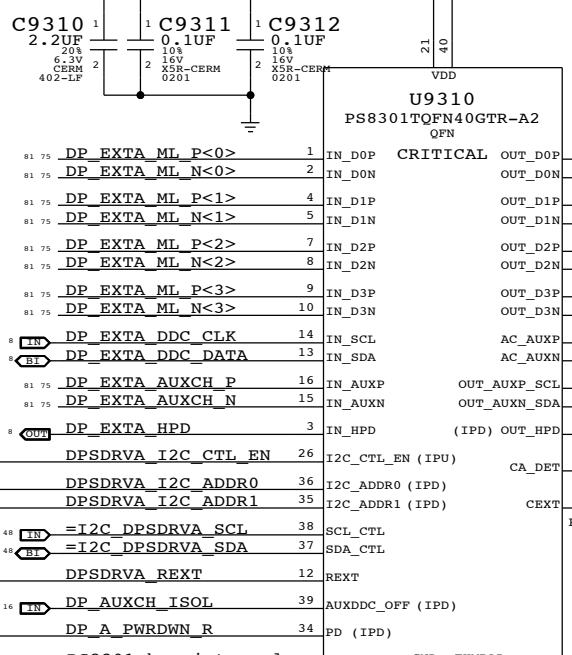 C9310 1
2.2UF
20%
6.3V
CERM 2
402-LF
C9311 1
0.1UF
10%
16V
X5R-CERM 2
0201
C9312 1
0.1UF
10%
16V
X5R-CERM 2
0201
21 40
VDD
U9310
PS8301TQFN40GTR-A2
QFN
CRITICAL
81 75 DP_EXTA_ML_P<0> 1 IN_D0P OUT_D0P
81 75 DP_EXTA_ML_N<0> 2 IN_D0N OUT_D0N
81 75 DP_EXTA_ML_P<1> 4 IN_D1P OUT_D1P
81 75 DP_EXTA_ML_N<1> 5 IN_D1N OUT_D1N
81 75 DP_EXTA_ML_P<2> 7 IN_D2P OUT_D2P
81 75 DP_EXTA_ML_N<2> 8 IN_D2N OUT_D2N
81 75 DP_EXTA_ML_P<3> 9 IN_D3P OUT_D3P
81 75 DP_EXTA_ML_N<3> 10 IN_D3N OUT_D3N
8 IN DP_EXTA_DDC_CLK 14 IN_SCL AC_AUXP
8 BI DP_EXTA_DDC_DATA 13 IN_SDA AC_AUXN
81 75 DP_EXTA_AUXCH_P 16 IN_AUXP OUT_AUXP_SCL
81 75 DP_EXTA_AUXCH_N 15 IN_AUXN OUT_AUXN_SDA
8 OUT DP_EXTA_HPD 3 IN_HPD (IPD) OUT_HPD
DPSDRVA_I2C_CTL_EN 26 I2C_CTL_EN (IPU)
CA_DET
DPSDRVA_I2C_ADDR0 36 I2C_ADDR0 (IPD)
DPSDRVA_I2C_ADDR1 35 I2C_ADDR1 (IPD) CEXT
48 IN =I2C_DPSDRVA_SCL 38 SCL_CTL
48 BI =I2C_DPSDRVA_SDA 37 SDA_CTL
DPSDRVA_REXT 12 REXT
16 IN DP_AUXCH_ISOL 39 AUXDDC_OFF (IPD)
DP_A_PWRDWN_R 34 PD (IPD)